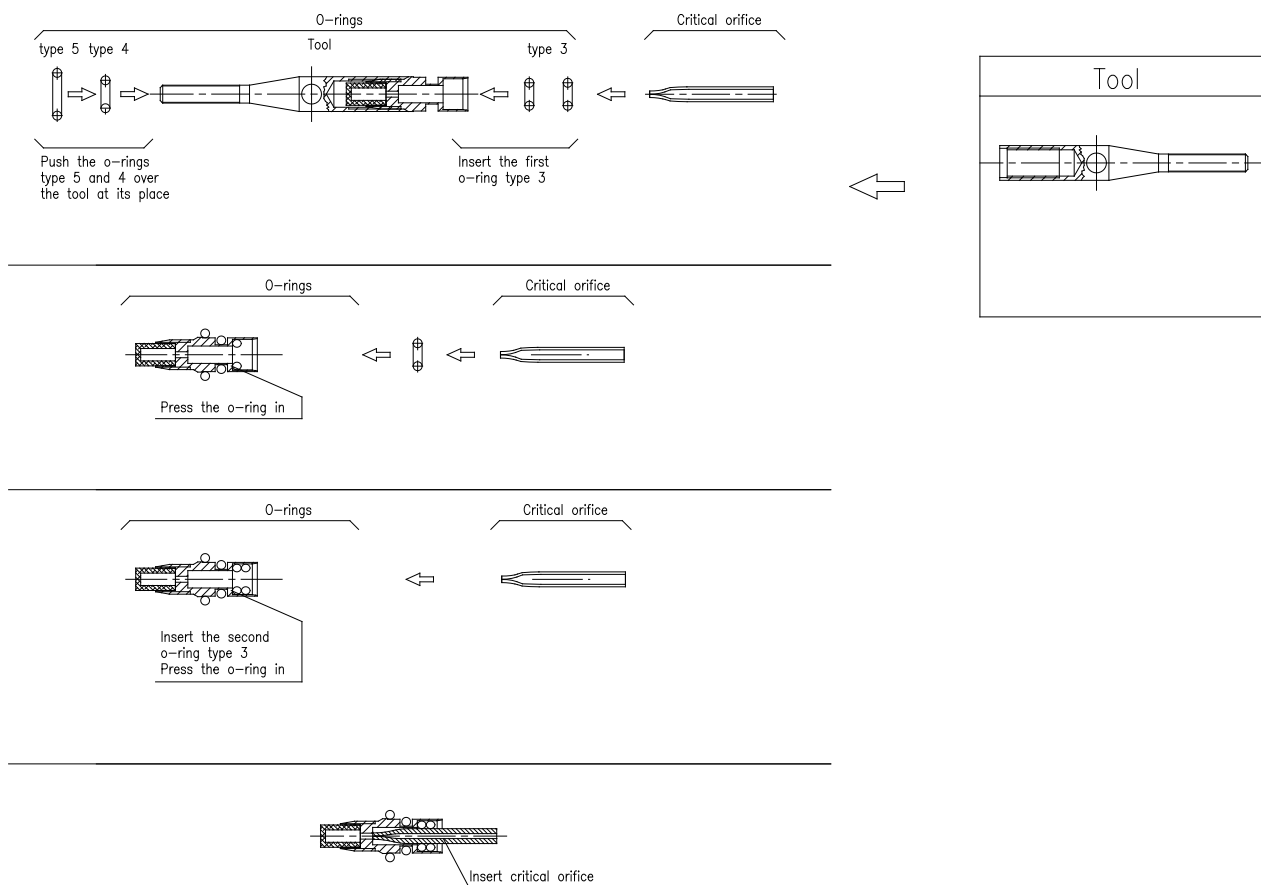 O-rings
Critical orifice
type 5 type 4
Tool
type 3
Tool
Push the o-rings
type 5 and 4 over
the tool at its place
Insert the first
o-ring type 3
O-rings
Critical orifice
Press the o-ring in
O-rings
Critical orifice
Insert the second
o-ring type 3
Press the o-ring in
Insert critical orifice